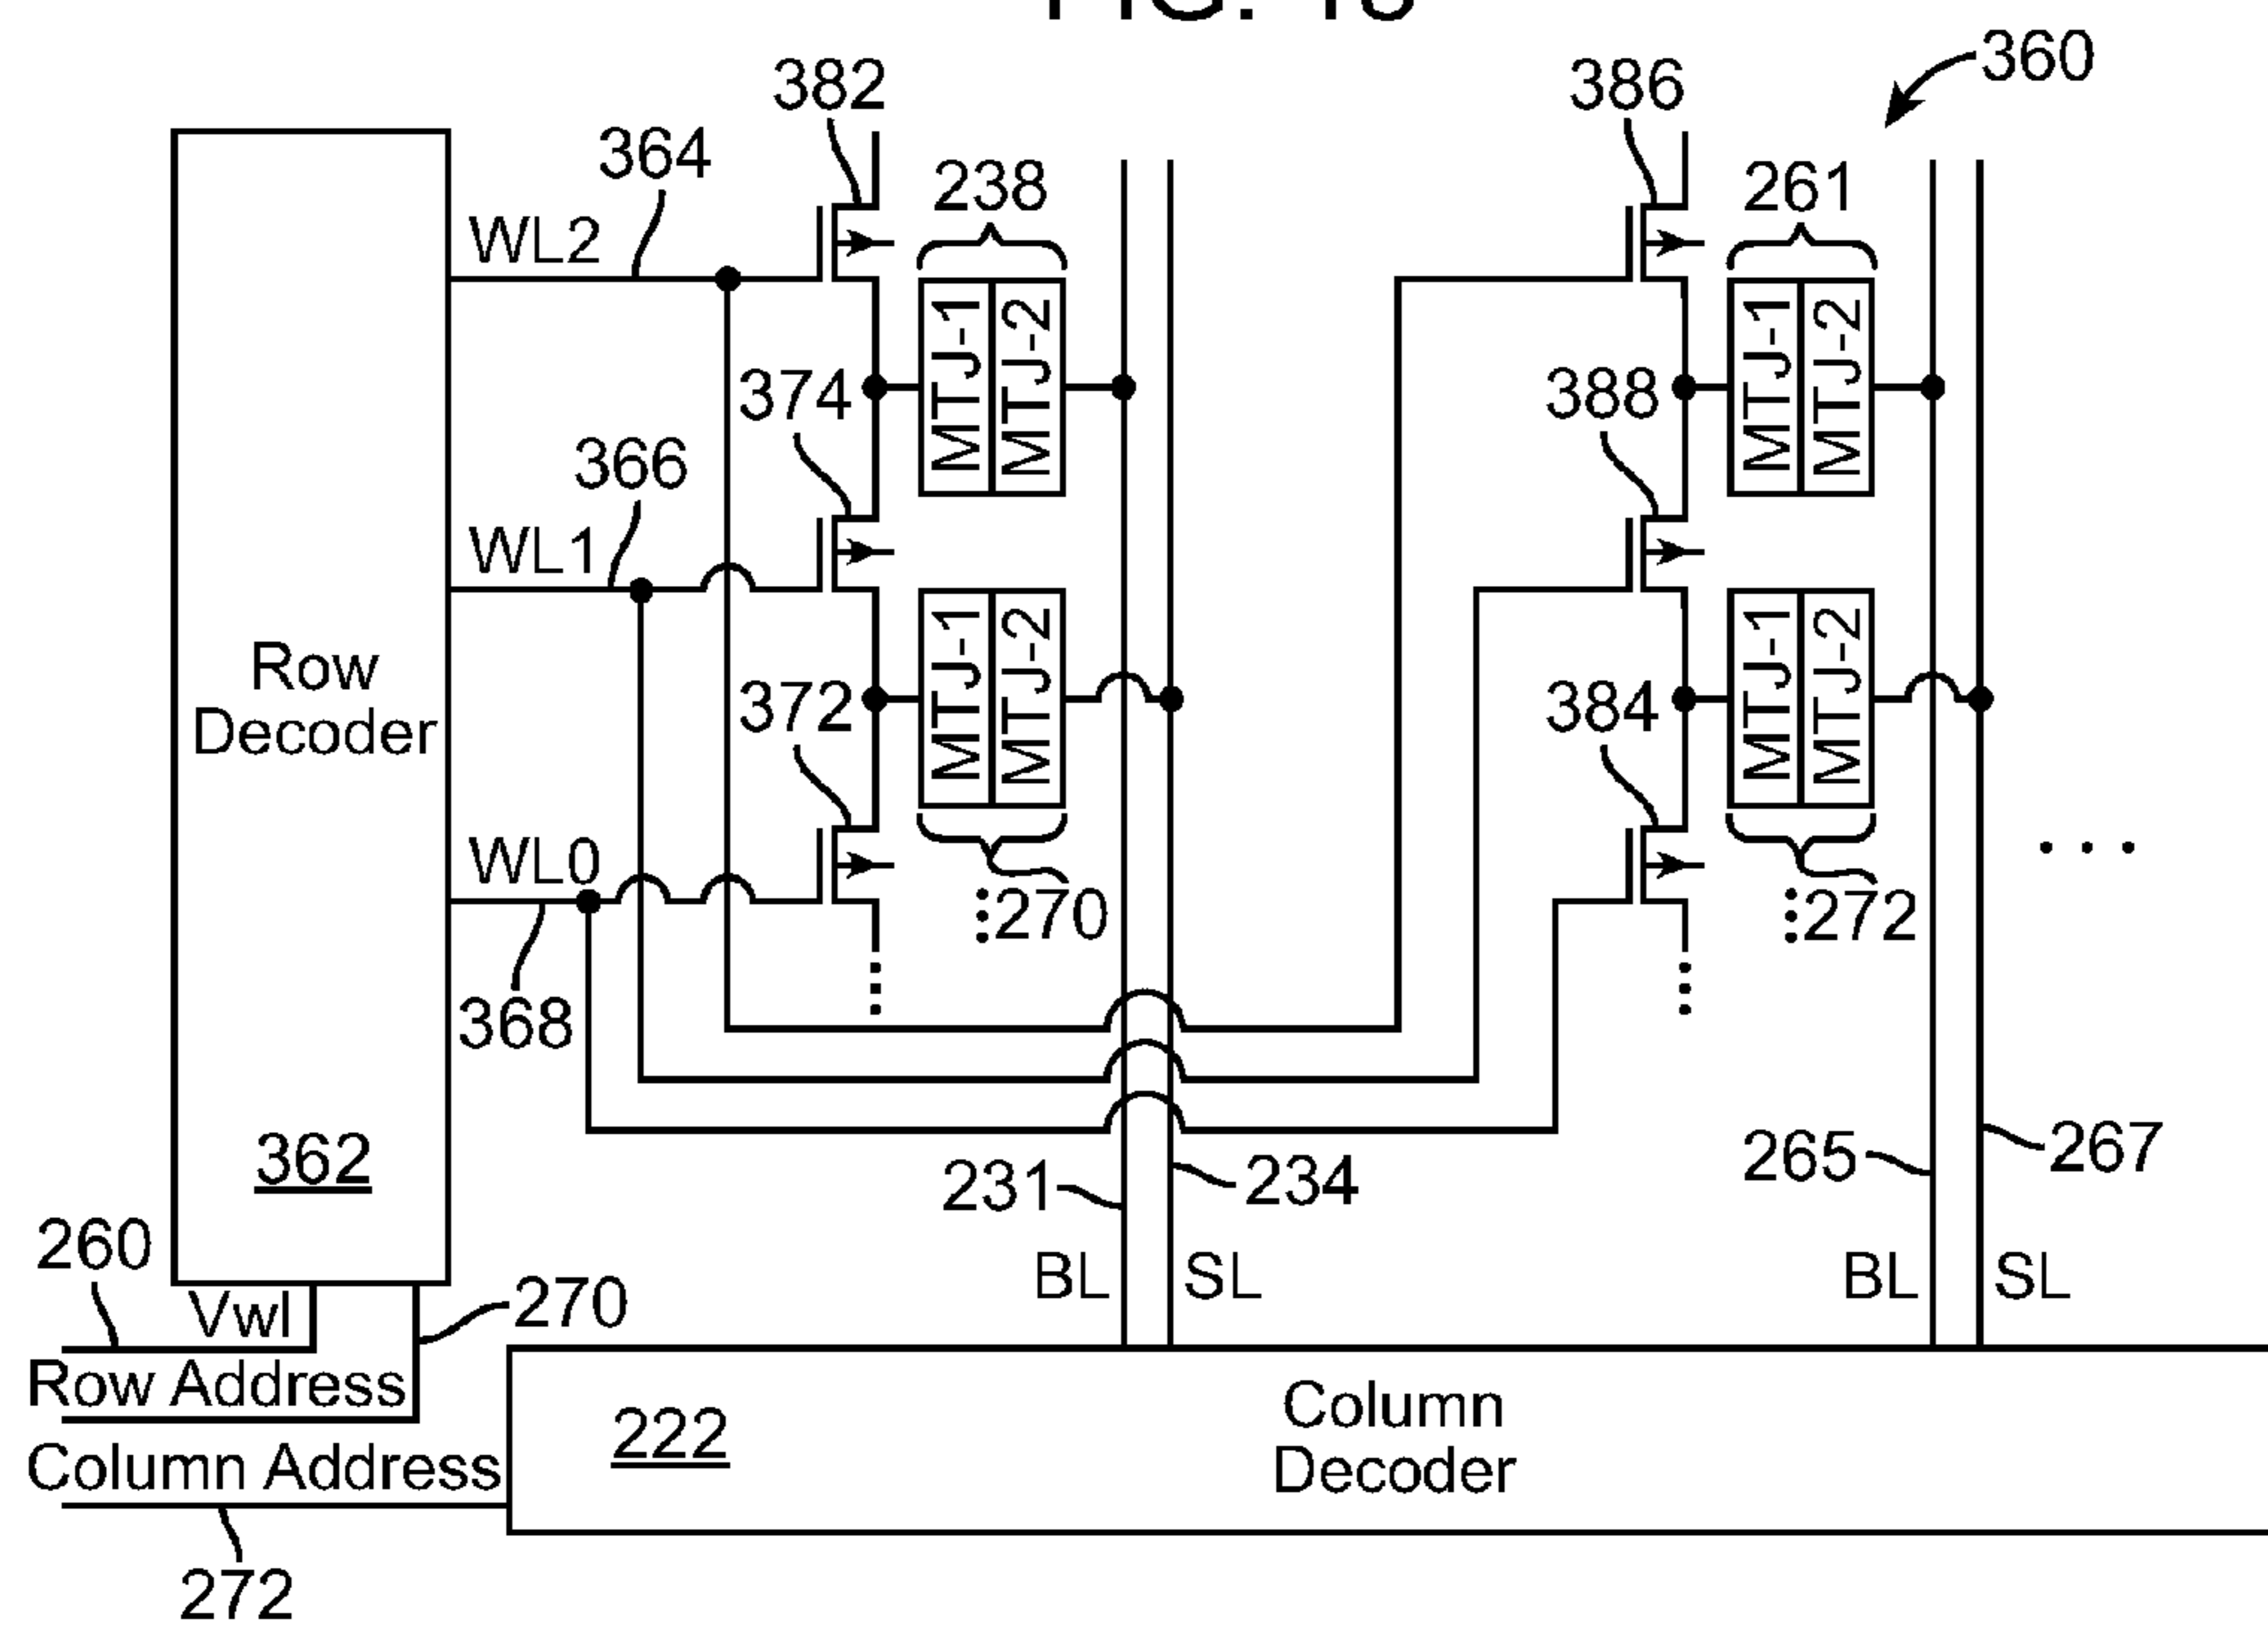 382
386
360
364
238
261
WL2
MTJ-1
MTJ-2
MTJ-1
MTJ-2
374
388
366
WL1
MTJ-1
MTJ-2
MTJ-1
MTJ-2
Row
Decoder
372
384
WL0
270
272
368
362
231
234
265
267
260
BL
SL
BL
SL
Vwl
270
Row Address
Column Address
222
Column
Decoder
272